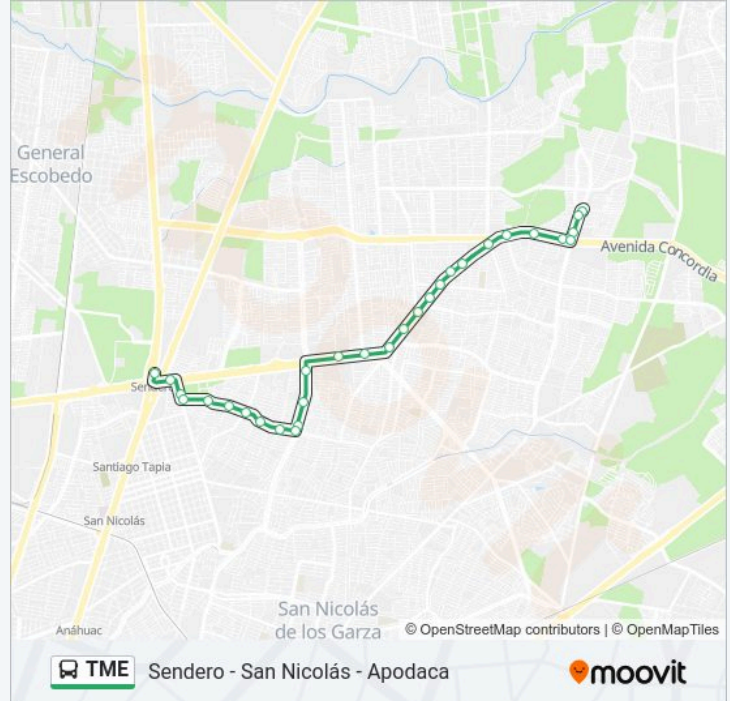 General
Escobedo
Avenida Concordia
Santiago Tapia
San Nicolás
San Nicolás
de los Garza
Anáhuac
© OpenStreetMap contributors | © OpenMapTiles
TME
Sendero - San Nicolás - Apodaca
moovit